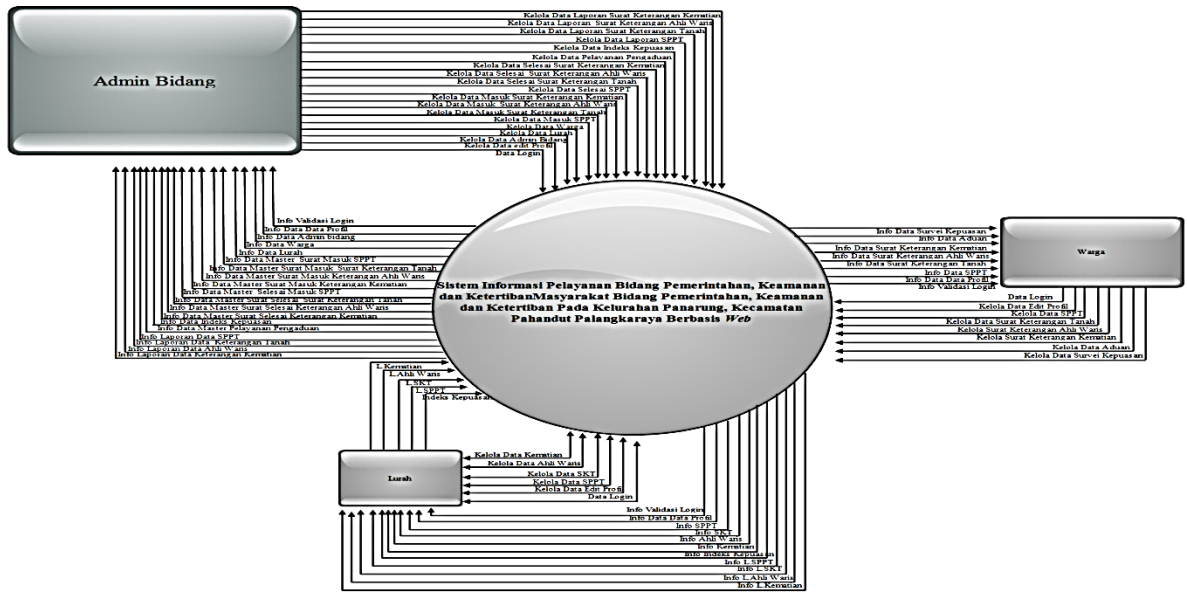 Admin Bidang
Kelola Data Laporan Surat Keterangan Kematian
Kelola Data Laporan Surat Keterangan Ahli Waris
Kelola Data Laporan Surat Keterangan Tanah
Kelola Data Laporan SPPT
Kelola Data Indeks Kepuasan
Kelola Data Pelayanan Pengaduan
Kelola Data Selesai Surat Keterangan Kematian
Kelola Data Selesai Surat Keterangan Ahli Waris
Kelola Data Selesai Surat Keterangan Tanah
Kelola Data Selesai SPPT
Kelola Data Masuk Surat Keterangan Kematian
Kelola Data Masuk Surat Keterangan Ahli Waris
Kelola Data Masuk Surat Keterangan Tanah
Kelola Data Masuk SPPT
Kelola Data Warga
Kelola Data Lurah
Kelola Data Admin Bidang
Kelola Data edit Profil
Data Login
Info Validasi Login
Info Data Data Profil
Info Data Admin bidang
Info Data Warga
Info Data Lurah
Info Data Master Surat Masuk SPPT
Info Data Master Surat Masuk Surat Keterangan Tanah
Info Data Master Surat Masuk Surat Keterangan Ahli Waris
Info Data Master Surat Masuk Surat Keterangan Kematian
Info Data Master Selesai Masuk SPPT
Info Data Master Surat Selesai Surat Keterangan Tanah
Info Data Master Surat Selesai Surat Keterangan Ahli Waris
Info Data Master Surat Selesai Surat Keterangan Kematian
Info Data Indeks Kepuasan
Info Data Master Pelayanan Pengaduan
Info Laporan Data SPPT
Info Laporan Data Keterangan Tanah
Info Laporan Data Ahli Waris
Info Laporan Data Keterangan Kematian
Sistem Informasi Pelayanan Bidang Pemerintahan, Keamanan
dan KetertibanMasyarakat Bidang Pemerintahan, Keamanan
dan Ketertiban Pada Kelurahan Panarung, Kecamatan
Pahandut Palangkaraya Berbasis Web
Info Data Survei Kepuasan
Info Data Aduan
Info Data Surat Keterangan Kematian
Info Data Surat Keterangan Ahli Waris
Info Data Surat Keterangan Tanah
Info Data SPPT
Info Data Data Profil
Info Validasi Login
Warga
Data Login
Kelola Data Edit Profil
Kelola Data SPPT
Kelola Data Surat Keterangan Tanah
Kelola Data Surat Keterangan Ahli Waris
Kelola Data Surat Keterangan Kematian
Kelola Data Aduan
Kelola Data Survei Kepuasan
L.Kematian
L.Ahli Waris
L.SKT
L.SPPT
Indeks Kepuasan
Lurah
Kelola Data Kematian
Kelola Data Ahli Waris
Kelola Data SKT
Kelola Data SPPT
Kelola Data Edit Profil
Data Login
Info Validasi Login
Info Data Data Profil
Info SPPT
Info SKT
Info Ahli Waris
Info Kematian
Info Indeks Kepuasan
Info L.SPPT
Info L.SKT
Info L.Ahli Waris
Info L.Kematian